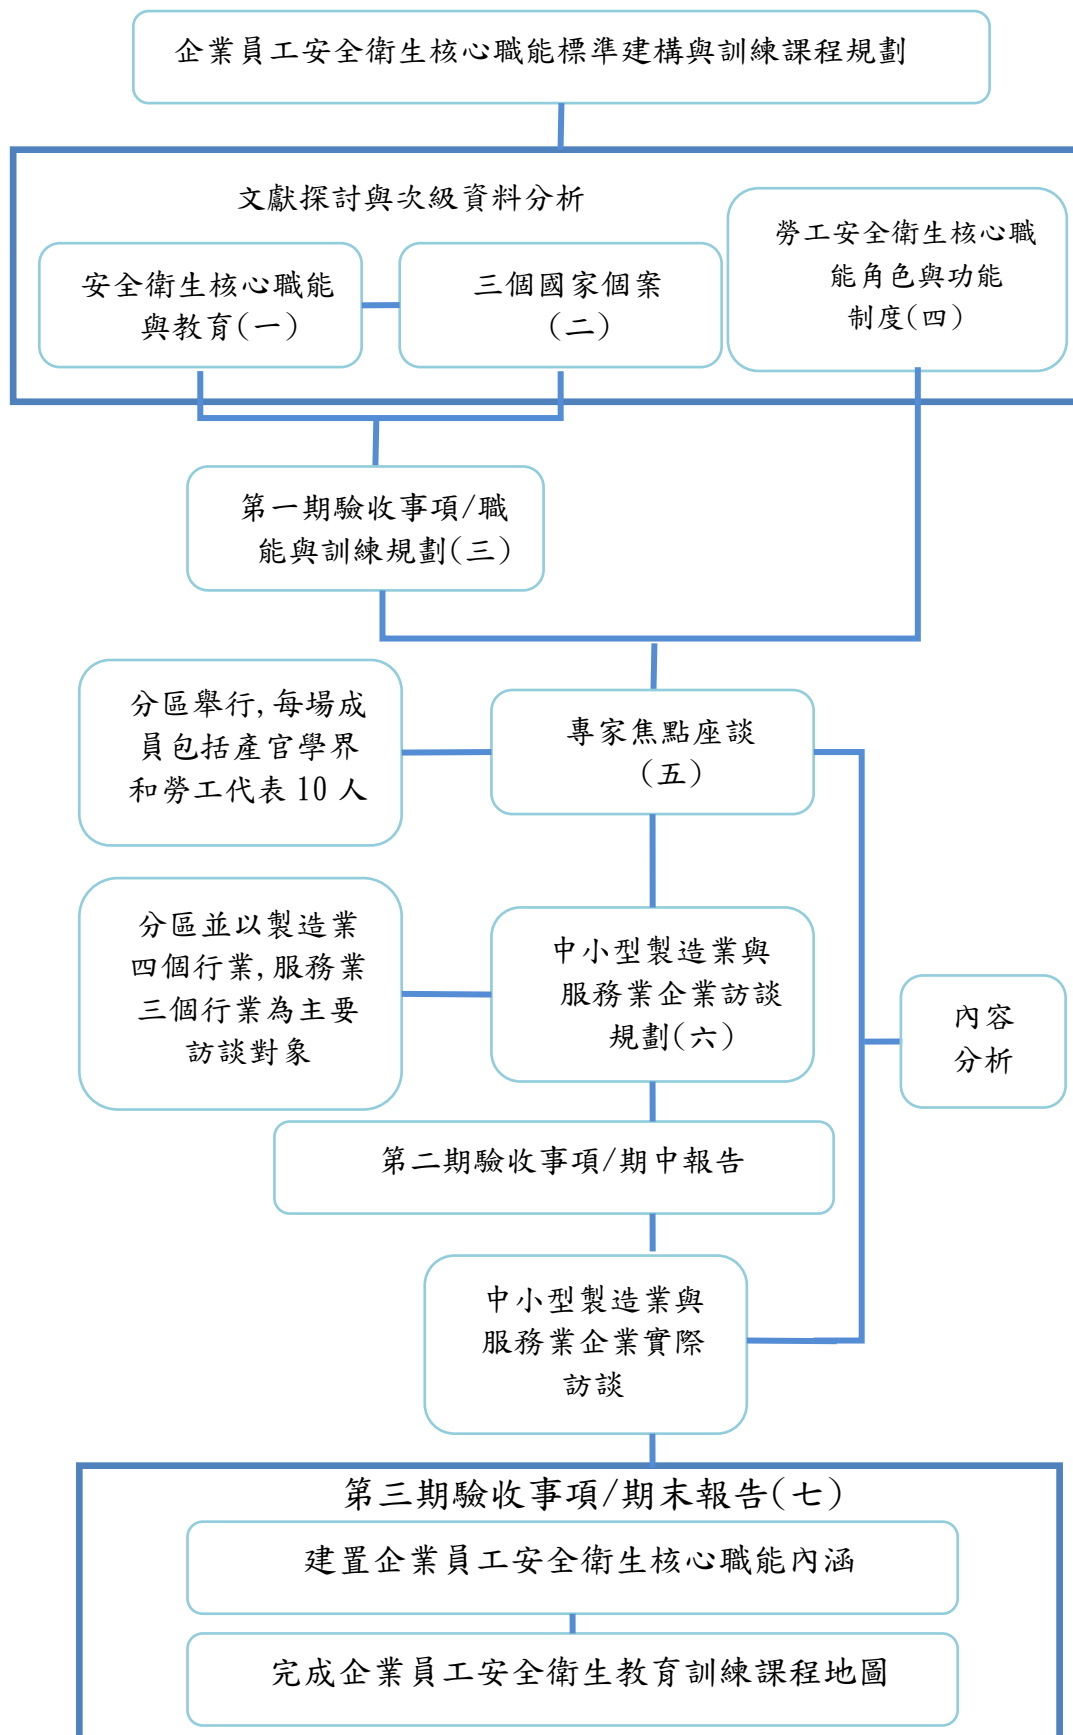 企業員工安全衛生核心職能標準建構與訓練課程規劃
文獻探討與次級資料分析
安全衛生核心職能
與教育(一)
三個國家個案
(二)
勞工安全衛生核心職
能角色與功能
制度(四)
第一期驗收事項/職
能與訓練規劃(三)
分區舉行,每場成
員包括產官學界
和勞工代表 10 人
專家焦點座談
(五)
分區並以製造業
四個行業,服務業
三個行業為主要
訪談對象
中小型製造業與
服務業企業訪談
規劃(六)
內容
分析
第二期驗收事項/期中報告
中小型製造業與
服務業企業實際
訪談
第三期驗收事項/期末報告(七)
建置企業員工安全衛生核心職能內涵
完成企業員工安全衛生教育訓練課程地圖